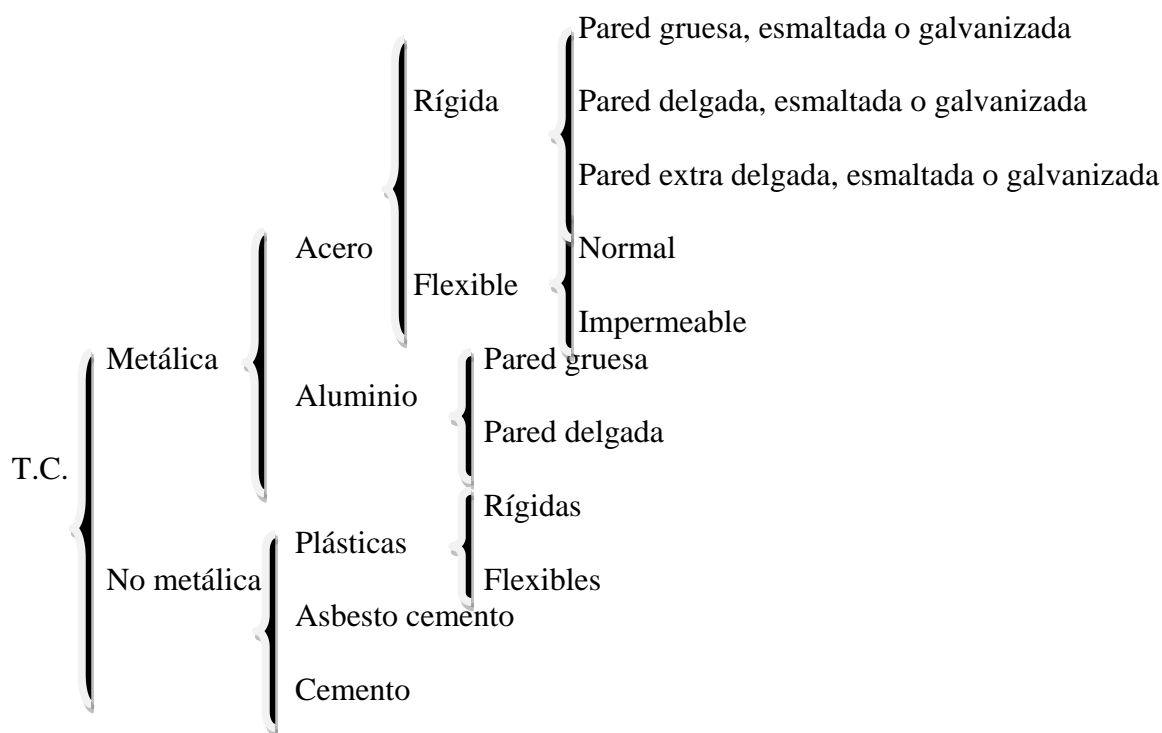 Pared gruesa, esmaltada o galvanizada
Rígida
Pared delgada, esmaltada o galvanizada
Pared extra delgada, esmaltada o galvanizada
Acero
Normal
Flexible
Impermeable
Metálica
Pared gruesa
Aluminio
Pared delgada
T.C.
Rígidas
Plásticas
No metálica
Flexibles
Asbesto cemento
Cemento